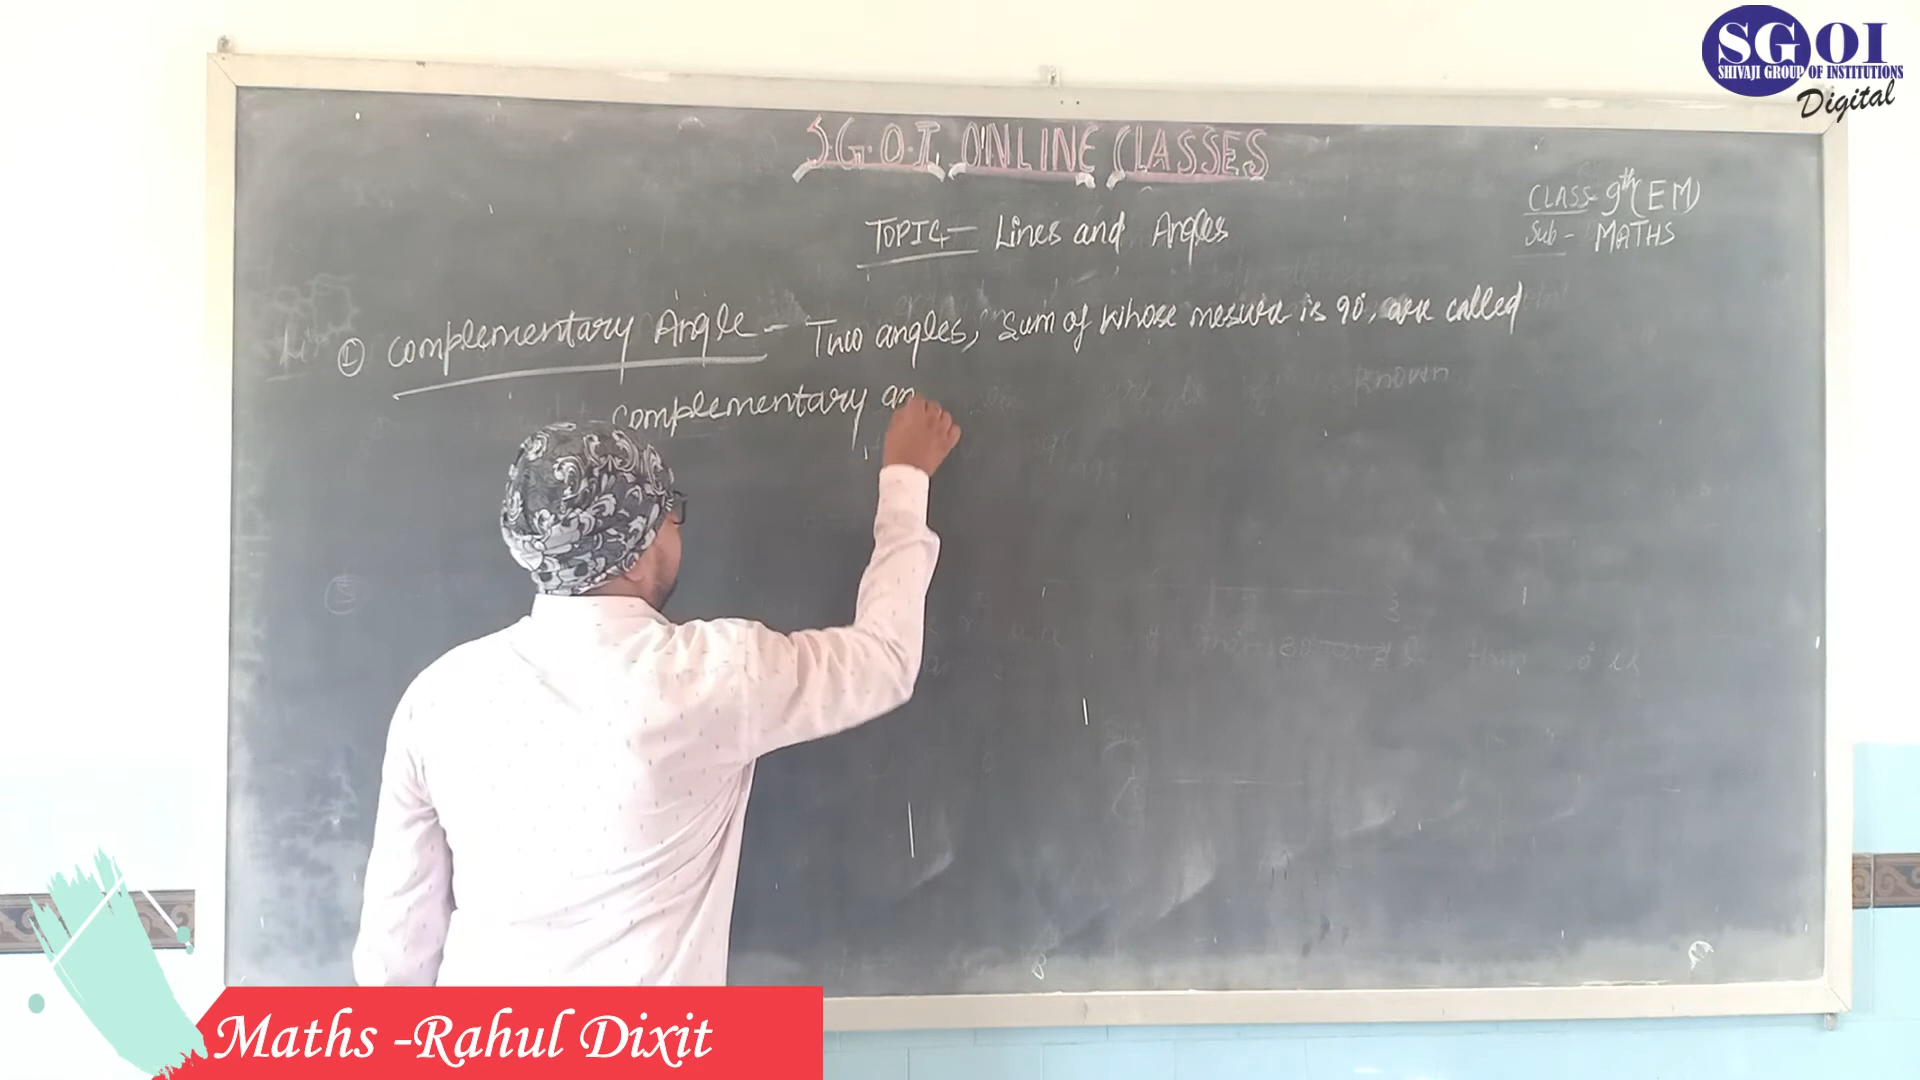 SGOI
SHIVAJI GROUP OF INSTITUTIONS
Digital
S.G.O.I. ONLINE CLASSES
CLASS- 9th (EM)
Sub - MATHS
TOPIC - Lines and Angles
① Complementary Angle - Two angles, Sum of whose mesure is 90°, are called
complementary an
known
Maths -Rahul Dixit